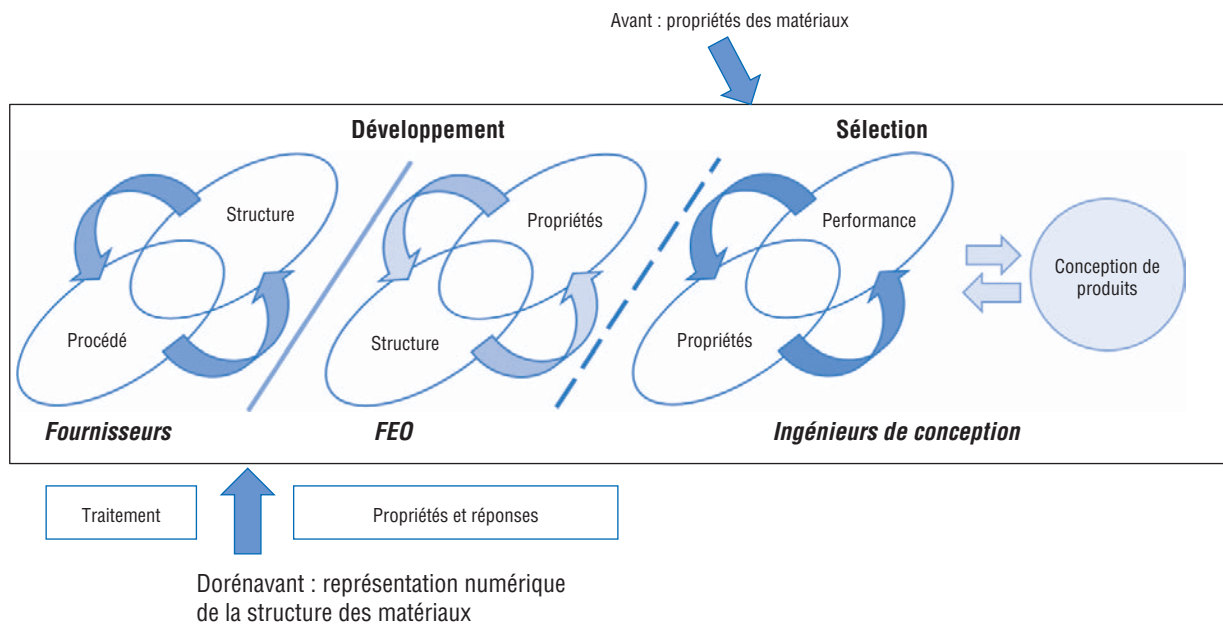 Avant : propriétés des matériaux
Développement
Sélection
Structure
Procédé
Propriétés
Structure
Performance
Propriétés
Conception de
produits
Fournisseurs
FEO
Ingénieurs de conception
Traitement
Propriétés et réponses
Dorénavant : représentation numérique
de la structure des matériaux